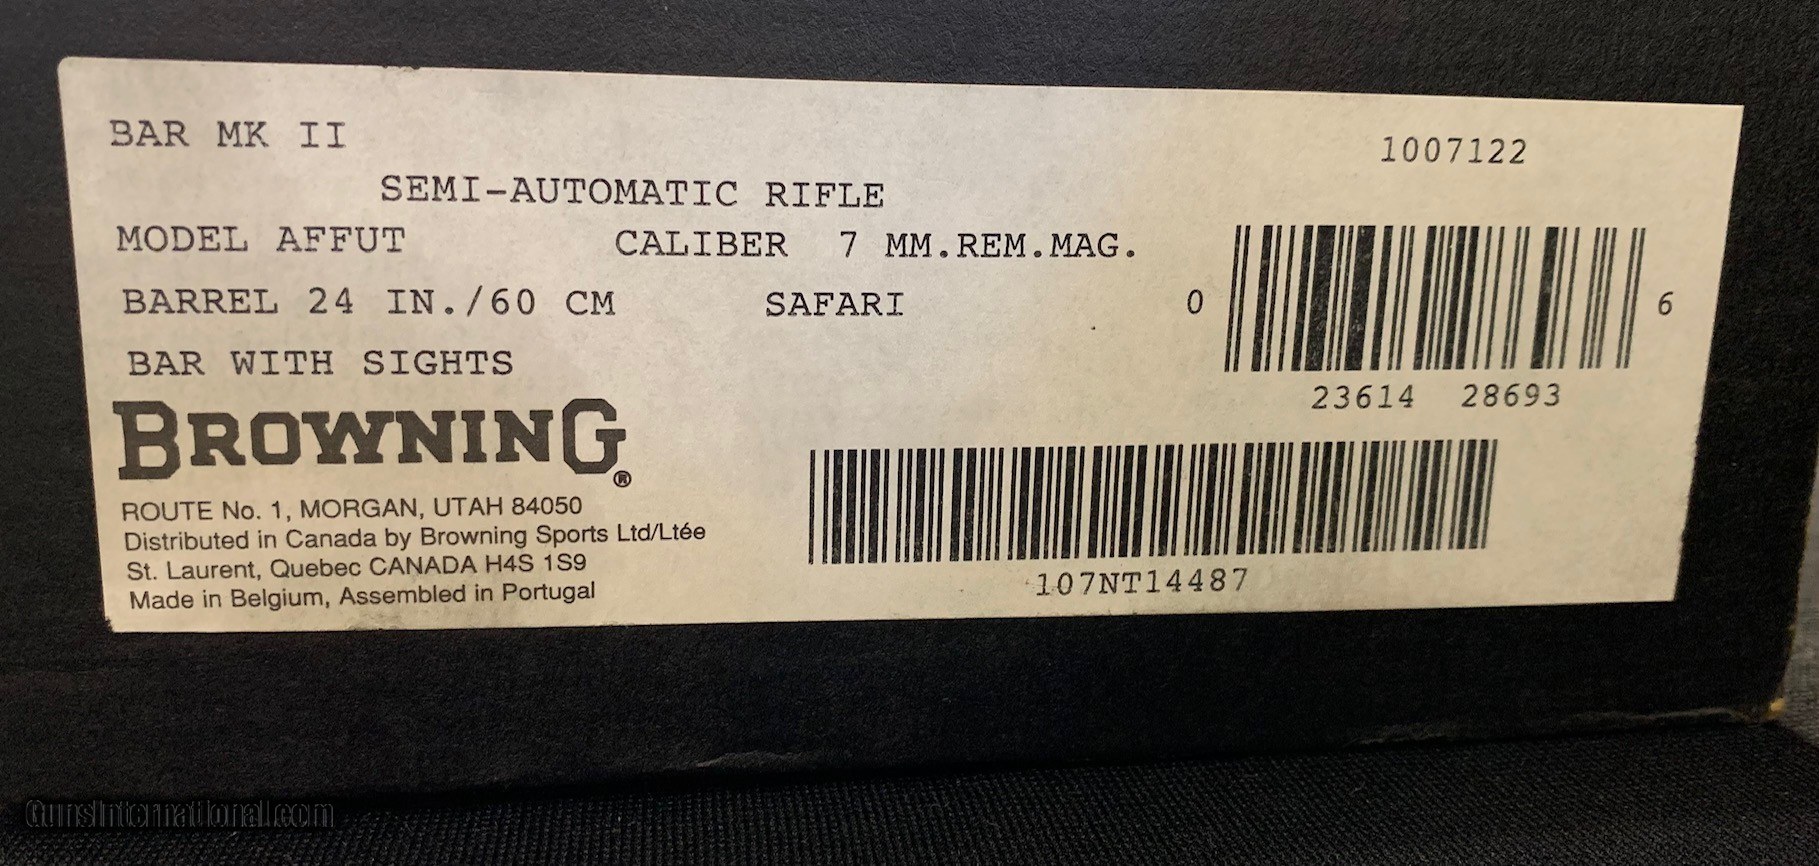 BAR MK II
1007122
SEMI-AUTOMATIC RIFLE
MODEL AFFUT CALIBER 7 MM.REM.MAG.
BARREL 24 IN./60 CM SAFARI
0 6
BAR WITH SIGHTS
23614 28693
BROWNING®
ROUTE No. 1, MORGAN, UTAH 84050
Distributed in Canada by Browning Sports Ltd/Ltée
St. Laurent, Quebec CANADA H4S 1S9
Made in Belgium, Assembled in Portugal
107NT14487
GunsInternational.com